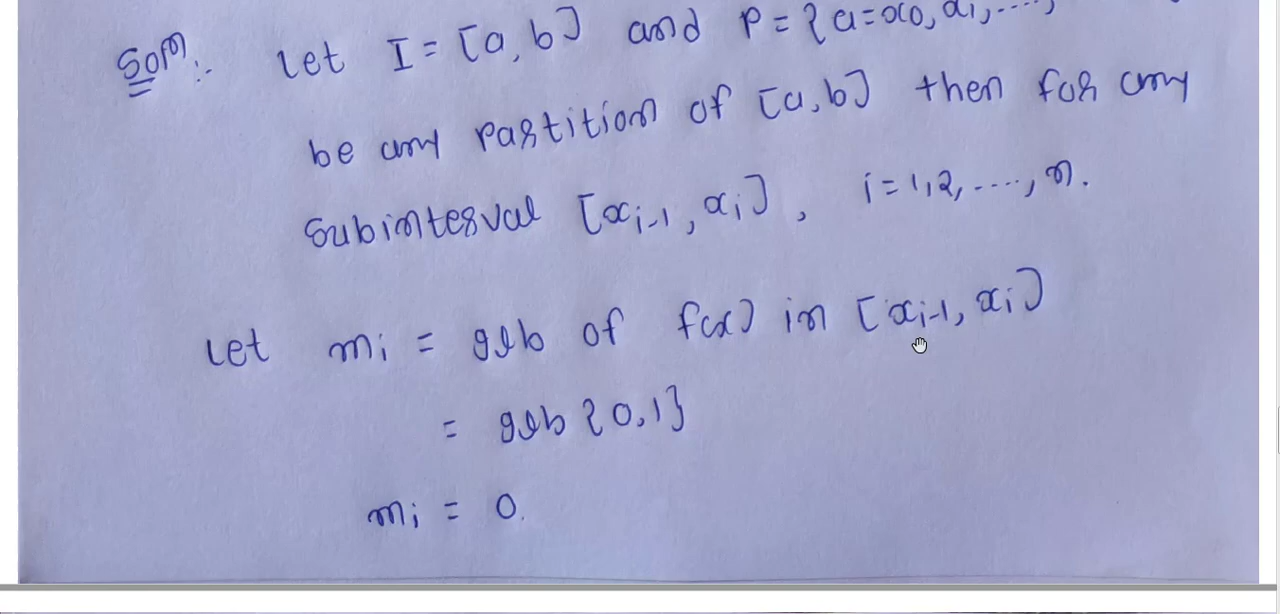 Soln:- Let I = [a, b] and P = {a = x0, x1, ....,
be any partition of [a, b] then for any
subinterval [xi-1, xi], i = 1, 2, ...., n.
Let mi = glb of f(x) in [xi-1, xi]
= glb {0, 1}
mi = 0.